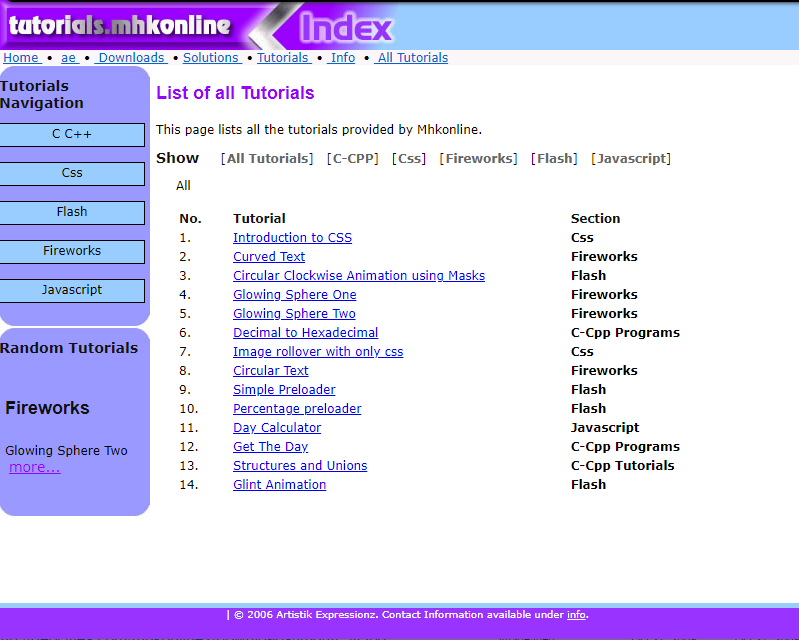 tutorials.mhkonline Index
Home • ae • Downloads • Solutions • Tutorials • Info • All Tutorials
Tutorials
Navigation
C C++
Css
Flash
Fireworks
Javascript
Random Tutorials
Fireworks
Glowing Sphere Two
more...
List of all Tutorials
This page lists all the tutorials provided by Mhkonline.
Show [All Tutorials] [C-CPP] [Css] [Fireworks] [Flash] [Javascript]
All
No. Tutorial Section
1. Introduction to CSS Css
2. Curved Text Fireworks
3. Circular Clockwise Animation using Masks Flash
4. Glowing Sphere One Fireworks
5. Glowing Sphere Two Fireworks
6. Decimal to Hexadecimal C-Cpp Programs
7. Image rollover with only css Css
8. Circular Text Fireworks
9. Simple Preloader Flash
10. Percentage preloader Flash
11. Day Calculator Javascript
12. Get The Day C-Cpp Programs
13. Structures and Unions C-Cpp Tutorials
14. Glint Animation Flash
| © 2006 Artistik Expressionz. Contact Information available under info.